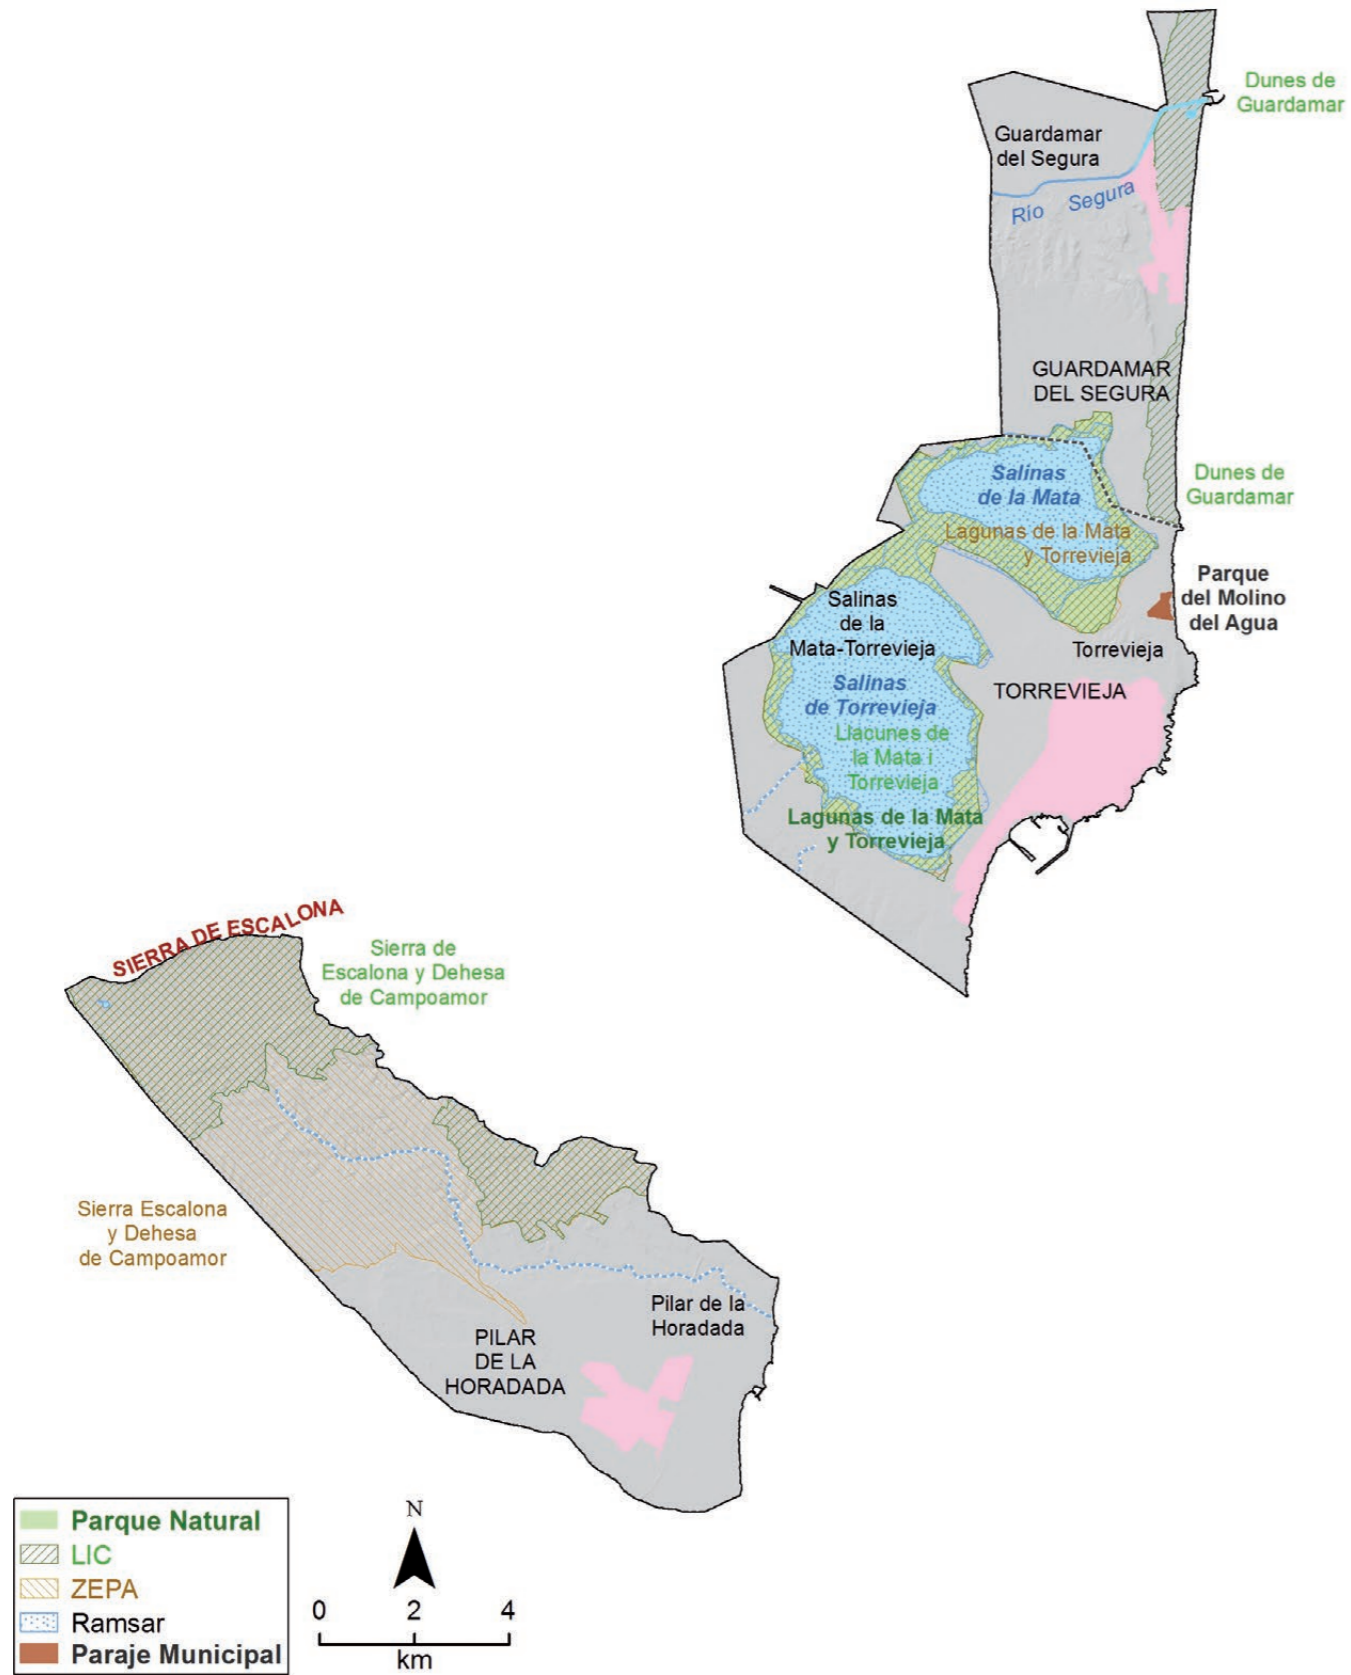 Dunes de
Guardamar
Guardamar
del Segura
Río Segura
GUARDAMAR
DEL SEGURA
Salinas
de la Mata
Dunes de
Guardamar
Lagunas de la Mata
y Torrevieja
Parque
del Molino
del Agua
Salinas
de la
Mata-Torrevieja
Torrevieja
Salinas
de Torrevieja
TORREVIEJA
Llacunes de
la Mata i
Torrevieja
Lagunas de la Mata
y Torrevieja
SIERRA DE ESCALONA
Sierra de
Escalona y Dehesa
de Campoamor
Sierra Escalona
y Dehesa
de Campoamor
Pilar de la
Horadada
PILAR
DE LA
HORADADA
Parque Natural
LIC
ZEPA
Ramsar
Paraje Municipal
N
0 2 4
km